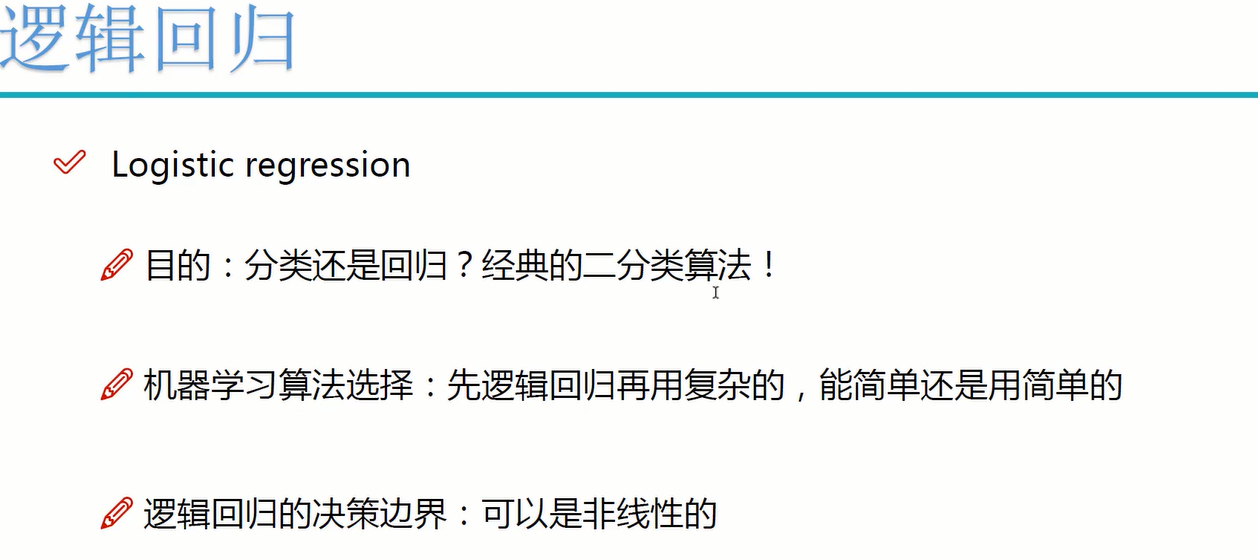 逻辑回归
Logistic regression
目的：分类还是回归？经典的二分类算法！
机器学习算法选择：先逻辑回归再用复杂的，能简单还是用简单的
逻辑回归的决策边界：可以是非线性的